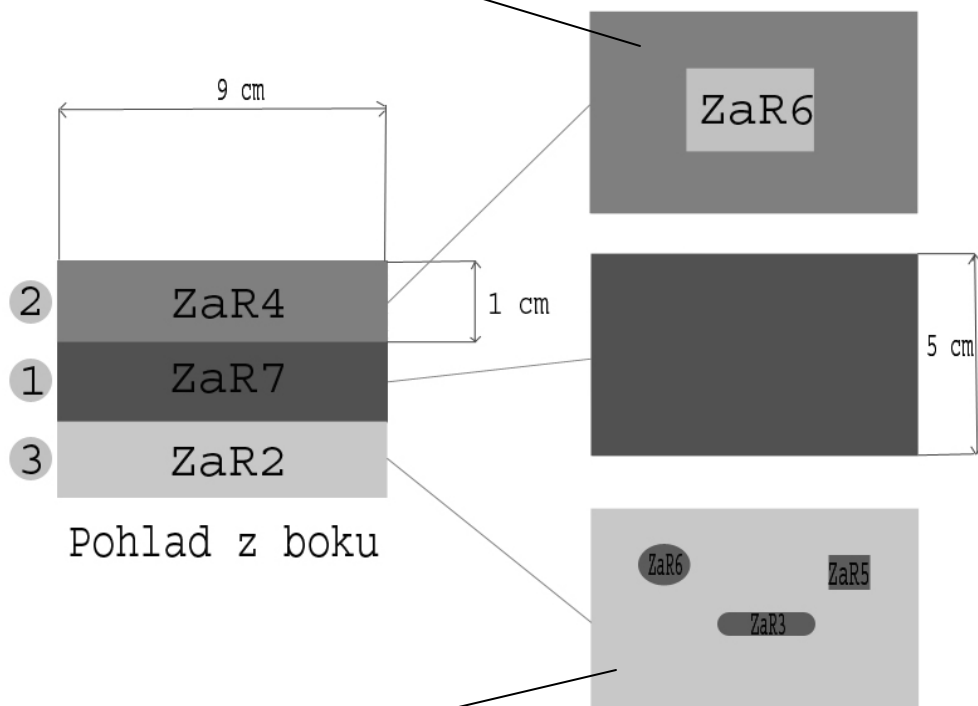 9 cm
ZaR6
2
ZaR4
1 cm
1
ZaR7
5 cm
3
ZaR2
Pohlad z boku
ZaR6
ZaR5
ZaR3